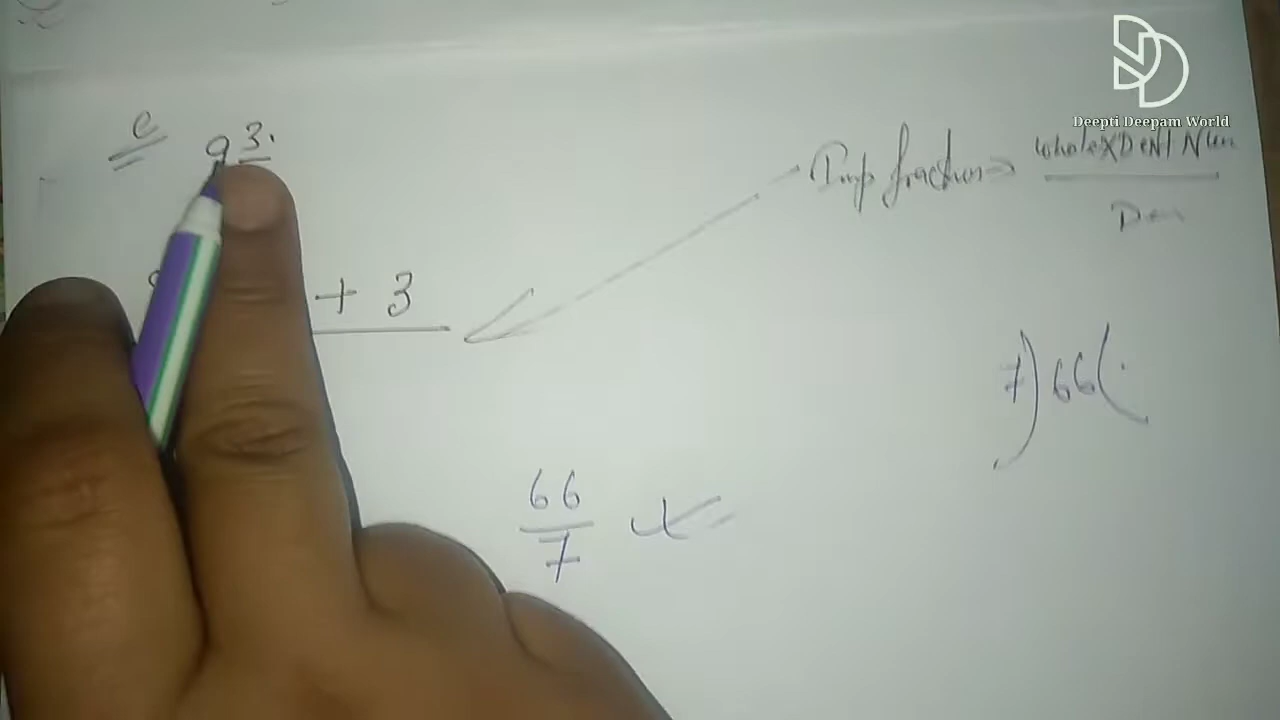 Deepti Deepam World
e 9 3
Imp fraction = Whole X Den + Num
Den
+ 3
7) 66 (
66
7